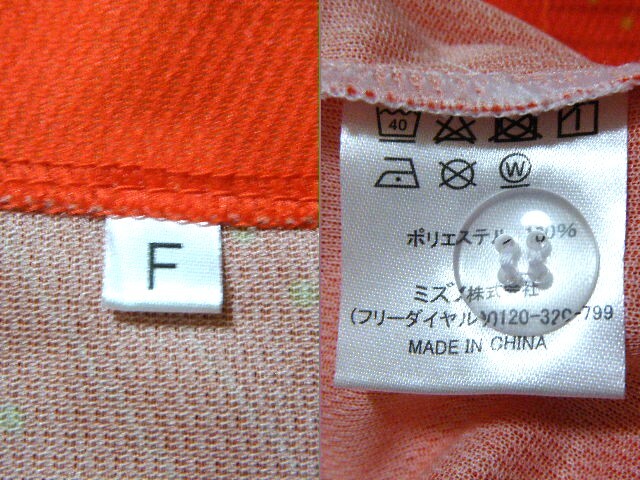 F
40
W
ポリエステル 100%
ミズノ株式会社
(フリーダイヤル)0120-320-799
MADE IN CHINA